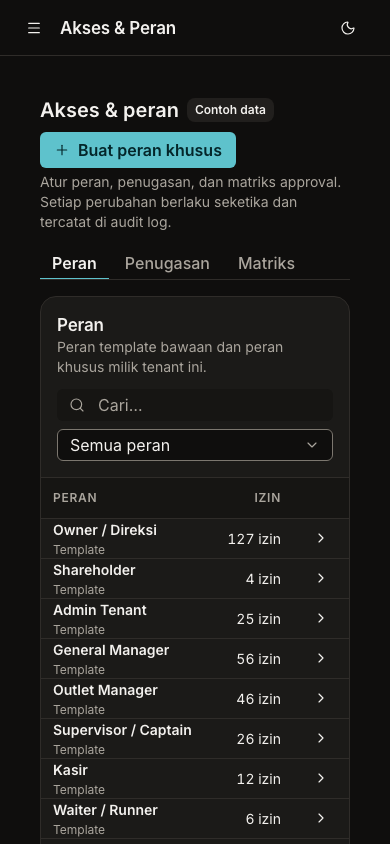 Akses & Peran
Akses & peran
Contoh data
Buat peran khusus
Atur peran, penugasan, dan matriks approval.
Setiap perubahan berlaku seketika dan
tercatat di audit log.
Peran
Penugasan
Matriks
Peran
Peran template bawaan dan peran
khusus milik tenant ini.
Cari...
Semua peran
PERAN
IZIN
Owner / Direksi
127 izin
Template
Shareholder
4 izin
Template
Admin Tenant
25 izin
Template
General Manager
56 izin
Template
Outlet Manager
46 izin
Template
Supervisor / Captain
26 izin
Template
Kasir
12 izin
Template
Waiter / Runner
6 izin
Template